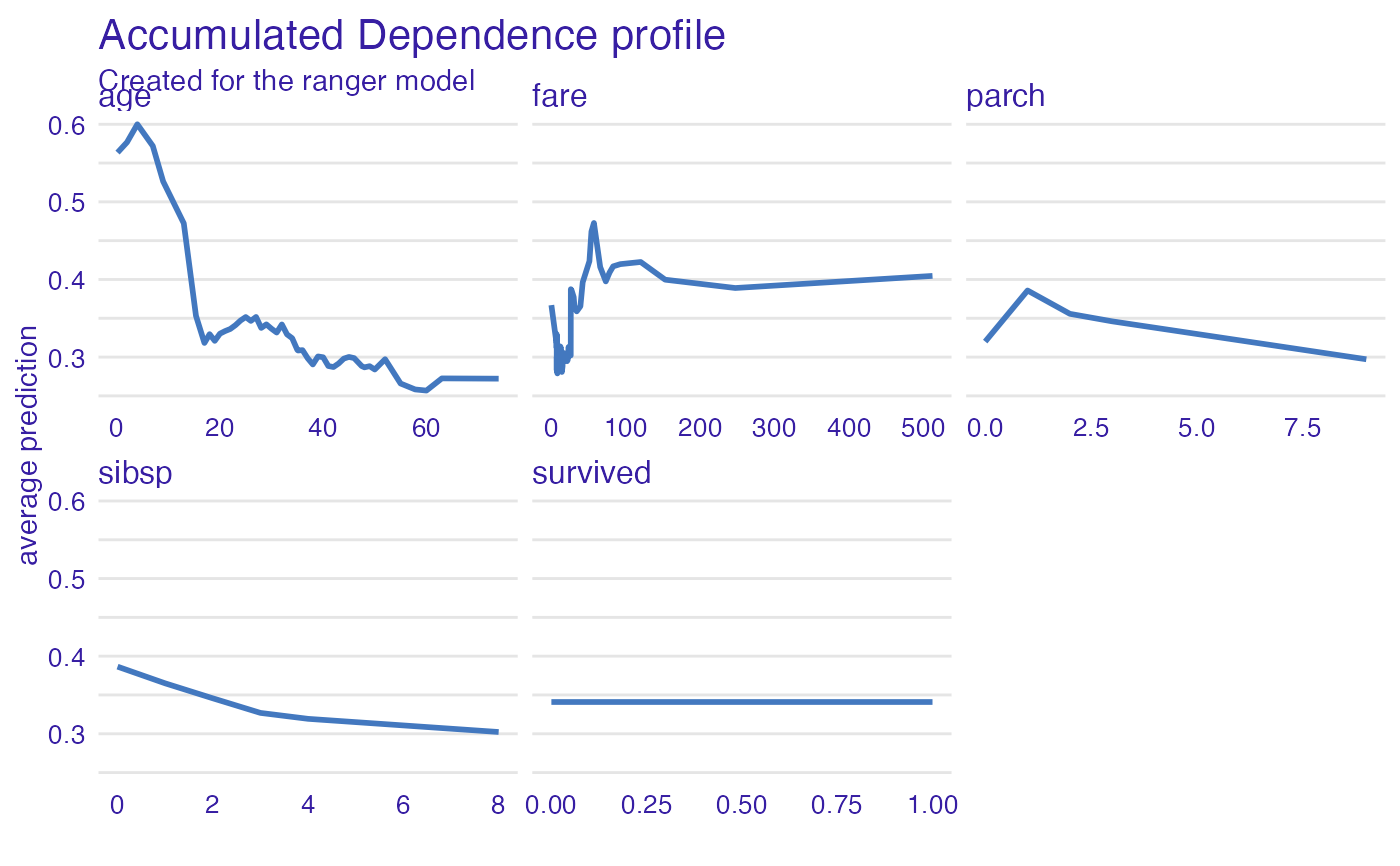 Accumulated Dependence profile
Created for the ranger model
age
fare
parch
0.6
0.5
0.4
0.3
0 20 40 60
0 100 200 300 400 500
0.0 2.5 5.0 7.5
average prediction
sibsp
survived
0.6
0.5
0.4
0.3
0 2 4 6 8
0.00 0.25 0.50 0.75 1.00